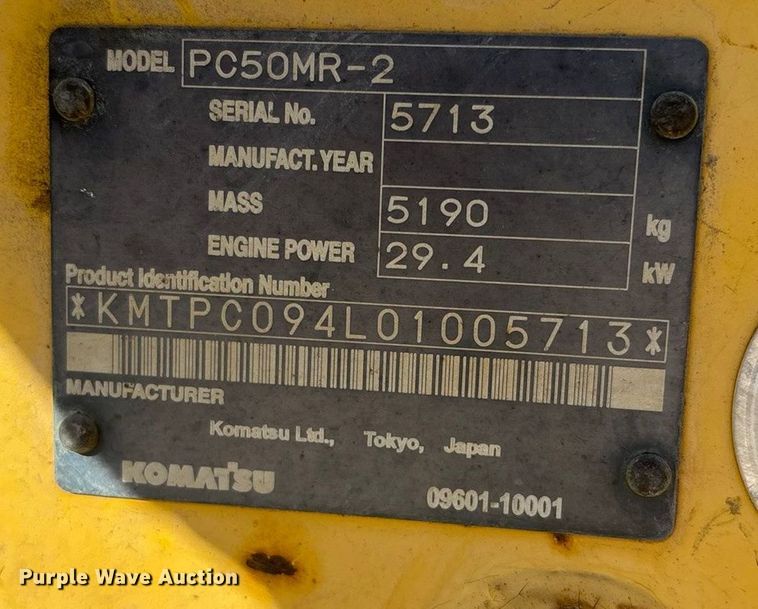 MODEL PC50MR-2
SERIAL No. 5713
MANUFACT.YEAR
MASS 5190 kg
ENGINE POWER 29.4 kW
Product Identification Number
*KMTPC094L01005713*
MANUFACTURER
Komatsu Ltd., Tokyo, Japan
KOMATSU 09601-10001
Purple Wave Auction